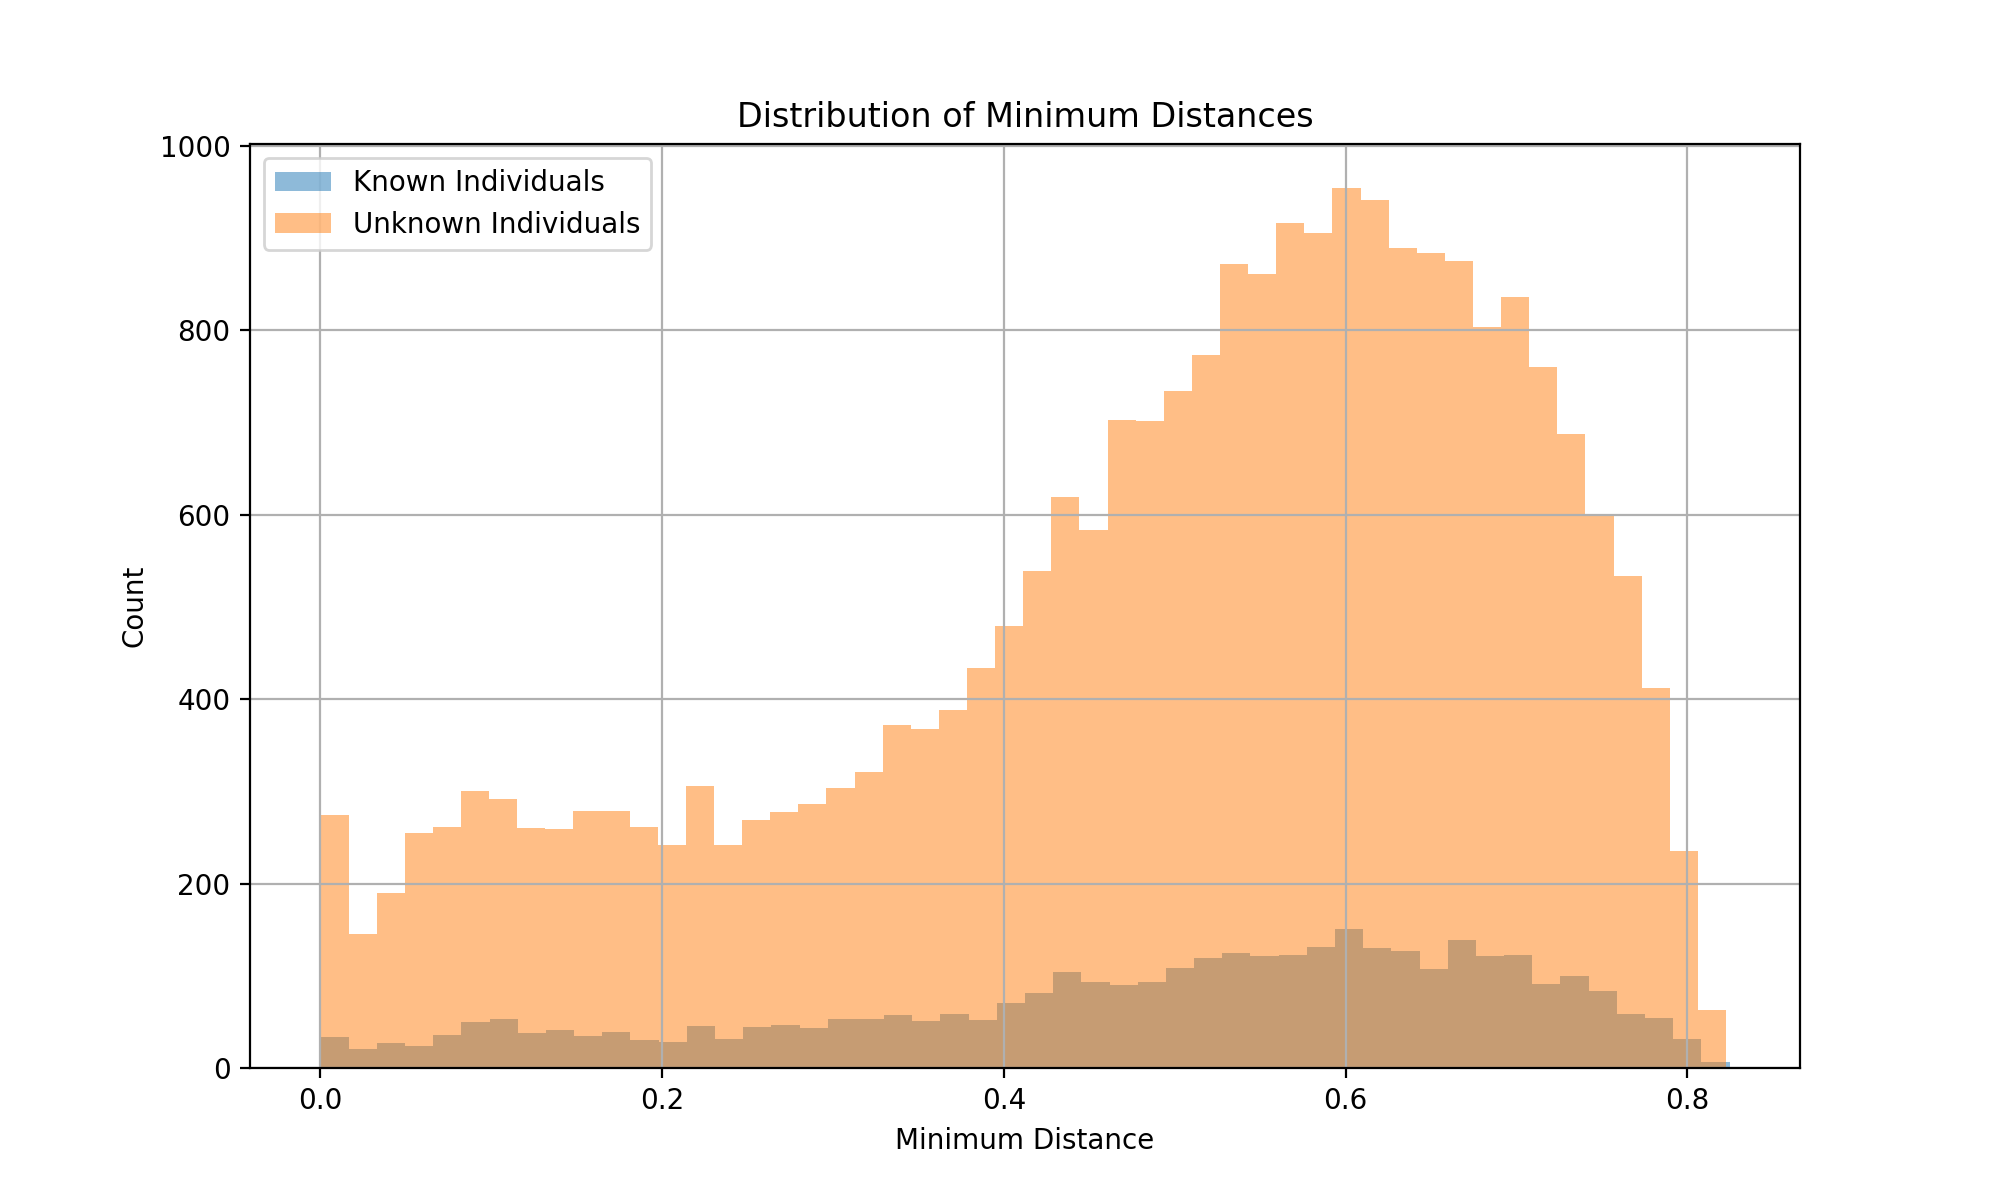 Distribution of Minimum Distances
Known Individuals
Unknown Individuals
1000
800
600
400
200
0
Count
0.0 0.2 0.4 0.6 0.8
Minimum Distance